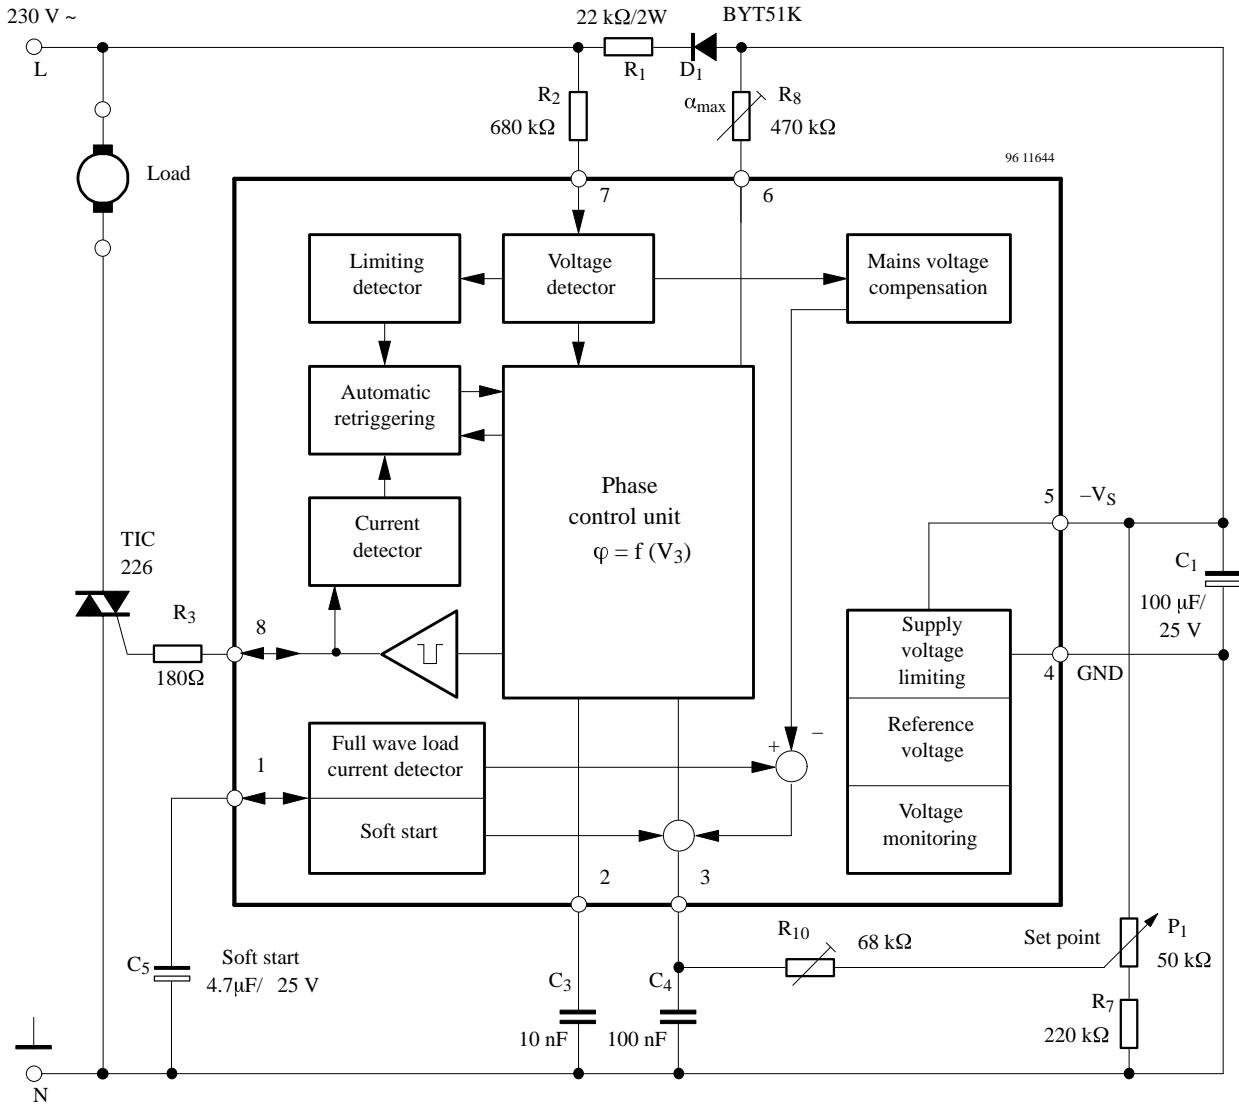 230 V ~
22 kΩ/2W
BYT51K
L
R1
D1
R2
680 kΩ
αmax
R8
470 kΩ
96 11644
Load
7
6
Limiting
detector
Voltage
detector
Mains voltage
compensation
Automatic
retriggering
Phase
control unit
φ = f (V3)
5
–VS
Current
detector
TIC
226
C1
100 µF/
25 V
R3
180Ω
8
Supply
voltage
limiting
4
GND
Reference
voltage
Voltage
monitoring
1
Full wave load
current detector
Soft start
+
–
2
3
R10
68 kΩ
Set point
P1
50 kΩ
C5
Soft start
4.7µF/ 25 V
C3
10 nF
C4
100 nF
R7
220 kΩ
N